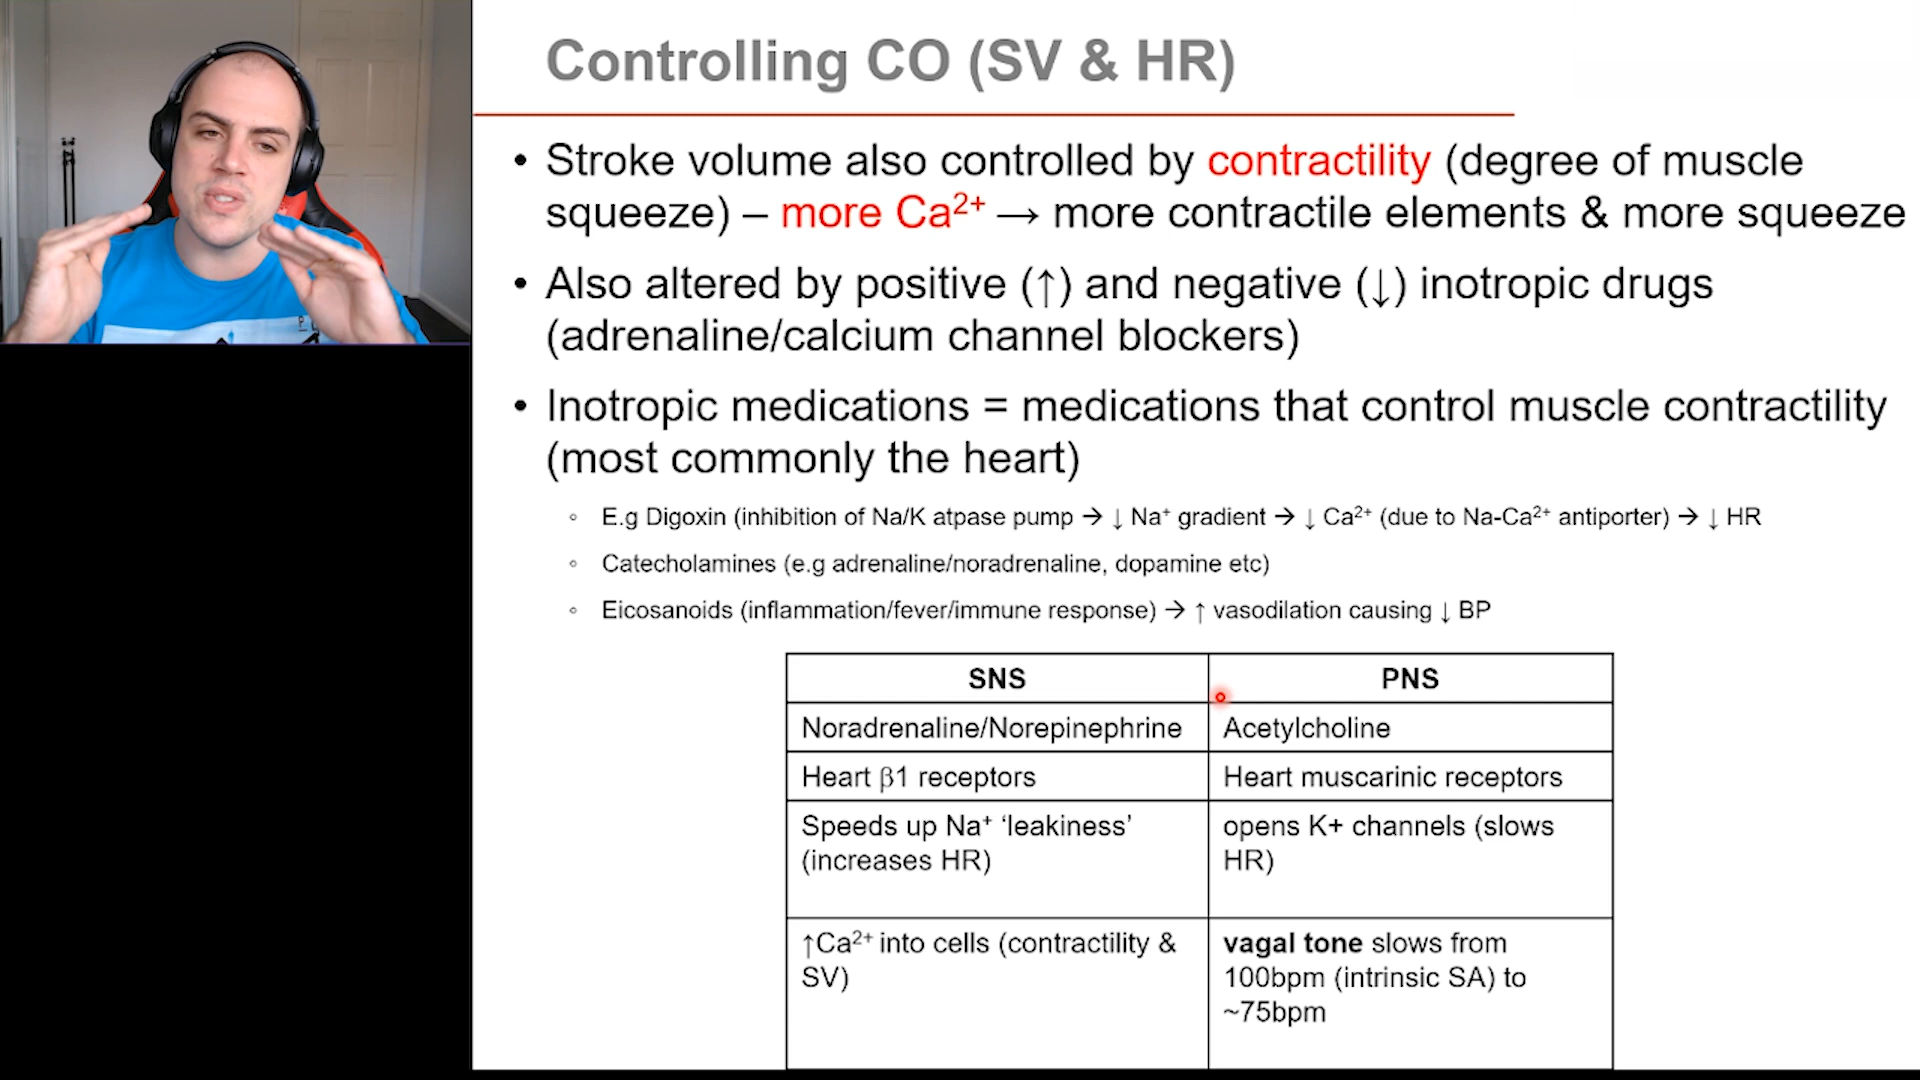 Controlling CO (SV & HR)
• Stroke volume also controlled by contractility (degree of muscle
squeeze) – more Ca²⁺ → more contractile elements & more squeeze
• Also altered by positive (↑) and negative (↓) inotropic drugs
(adrenaline/calcium channel blockers)
• Inotropic medications = medications that control muscle contractility
(most commonly the heart)
◦ E.g Digoxin (inhibition of Na/K atpase pump → ↓ Na⁺ gradient → ↓ Ca²⁺ (due to Na-Ca²⁺ antiporter) → ↓ HR
◦ Catecholamines (e.g adrenaline/noradrenaline, dopamine etc)
◦ Eicosanoids (inflammation/fever/immune response) → ↑ vasodilation causing ↓ BP
SNS PNS
Noradrenaline/Norepinephrine Acetylcholine
Heart β1 receptors Heart muscarinic receptors
Speeds up Na⁺ ‘leakiness’
(increases HR)
opens K+ channels (slows
HR)
↑Ca²⁺ into cells (contractility &
SV)
vagal tone slows from
100bpm (intrinsic SA) to
~75bpm